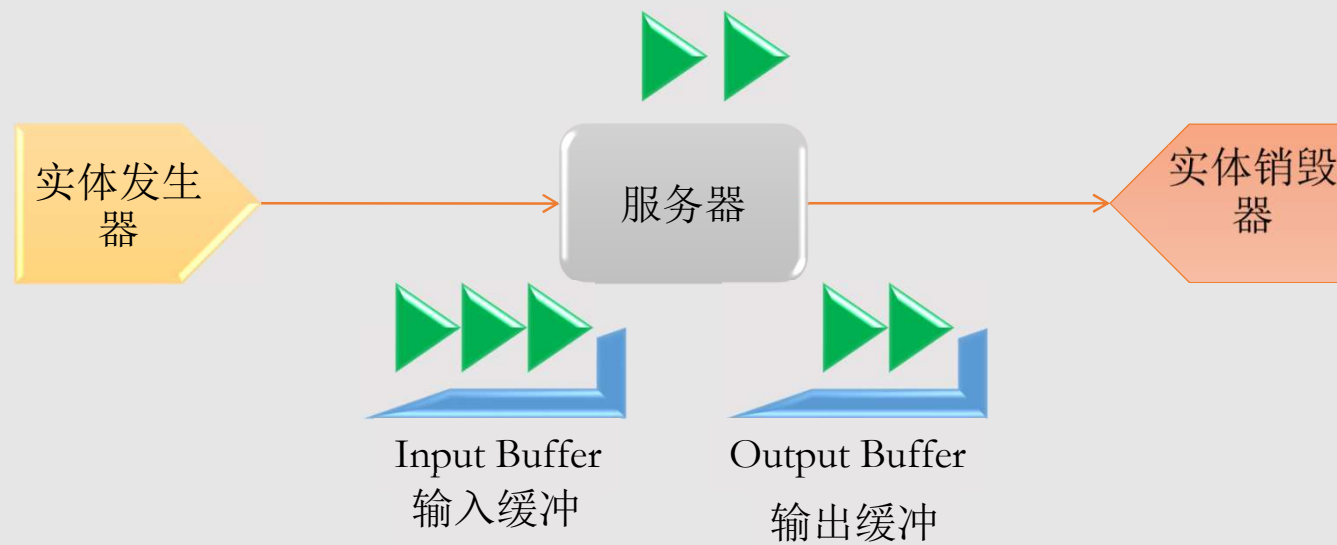 实体发生
器
服务器
实体销毁
器
Input Buffer
输入缓冲
Output Buffer
输出缓冲